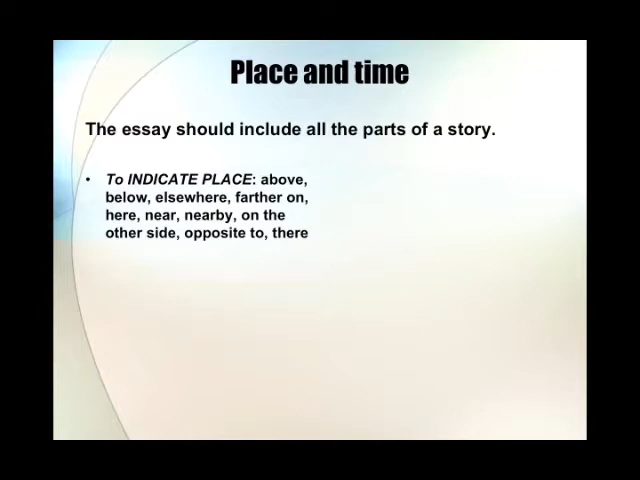 Place and time
The essay should include all the parts of a story.
• To INDICATE PLACE: above,
below, elsewhere, farther on,
here, near, nearby, on the
other side, opposite to, there